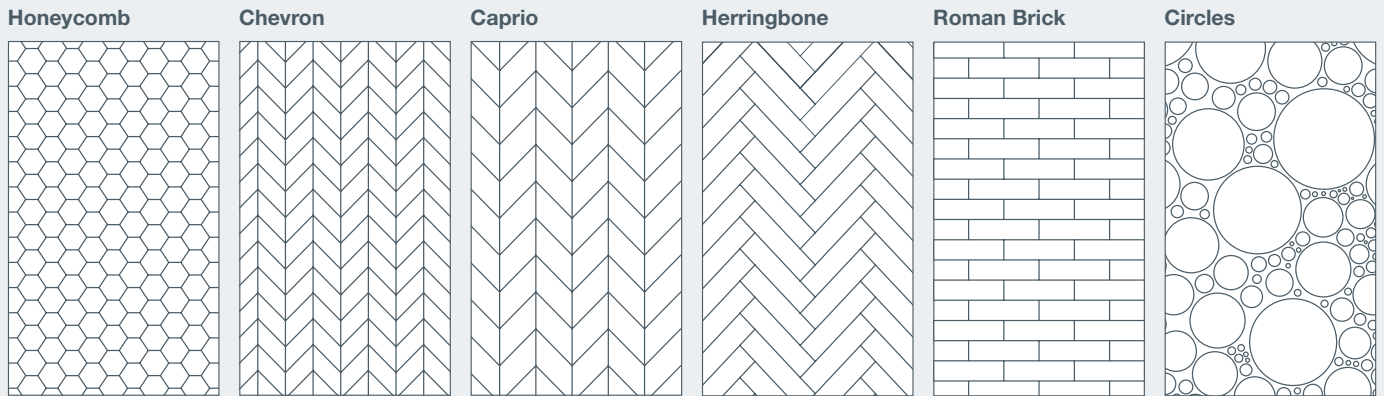 Honeycomb
Chevron
Caprio
Herringbone
Roman Brick
Circles